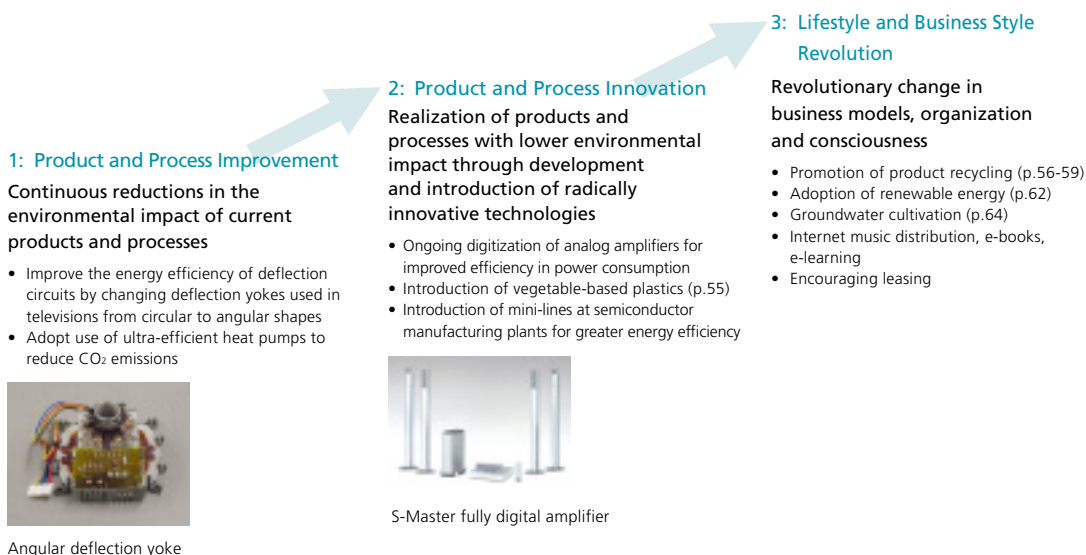 1: Product and Process Improvement
Continuous reductions in the
environmental impact of current
products and processes
• Improve the energy efficiency of deflection
circuits by changing deflection yokes used in
televisions from circular to angular shapes
• Adopt use of ultra-efficient heat pumps to
reduce CO2 emissions
Angular deflection yoke
2: Product and Process Innovation
Realization of products and
processes with lower environmental
impact through development
and introduction of radically
innovative technologies
• Ongoing digitization of analog amplifiers for
improved efficiency in power consumption
• Introduction of vegetable-based plastics (p.55)
• Introduction of mini-lines at semiconductor
manufacturing plants for greater energy efficiency
S-Master fully digital amplifier
3: Lifestyle and Business Style
Revolution
Revolutionary change in
business models, organization
and consciousness
• Promotion of product recycling (p.56-59)
• Adoption of renewable energy (p.62)
• Groundwater cultivation (p.64)
• Internet music distribution, e-books,
e-learning
• Encouraging leasing